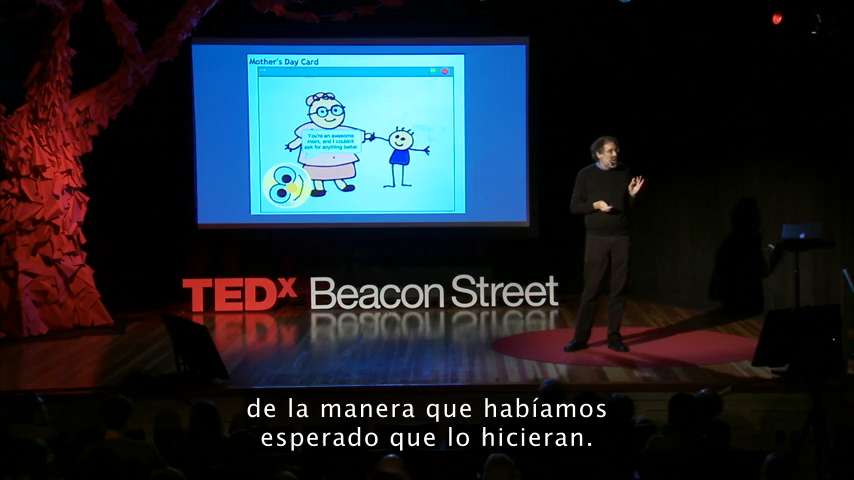 Mother's Day Card
You're an awesome
mom, and I couldn't
ask for anything better
TEDx Beacon Street
de la manera que habíamos
esperado que lo hicieran.